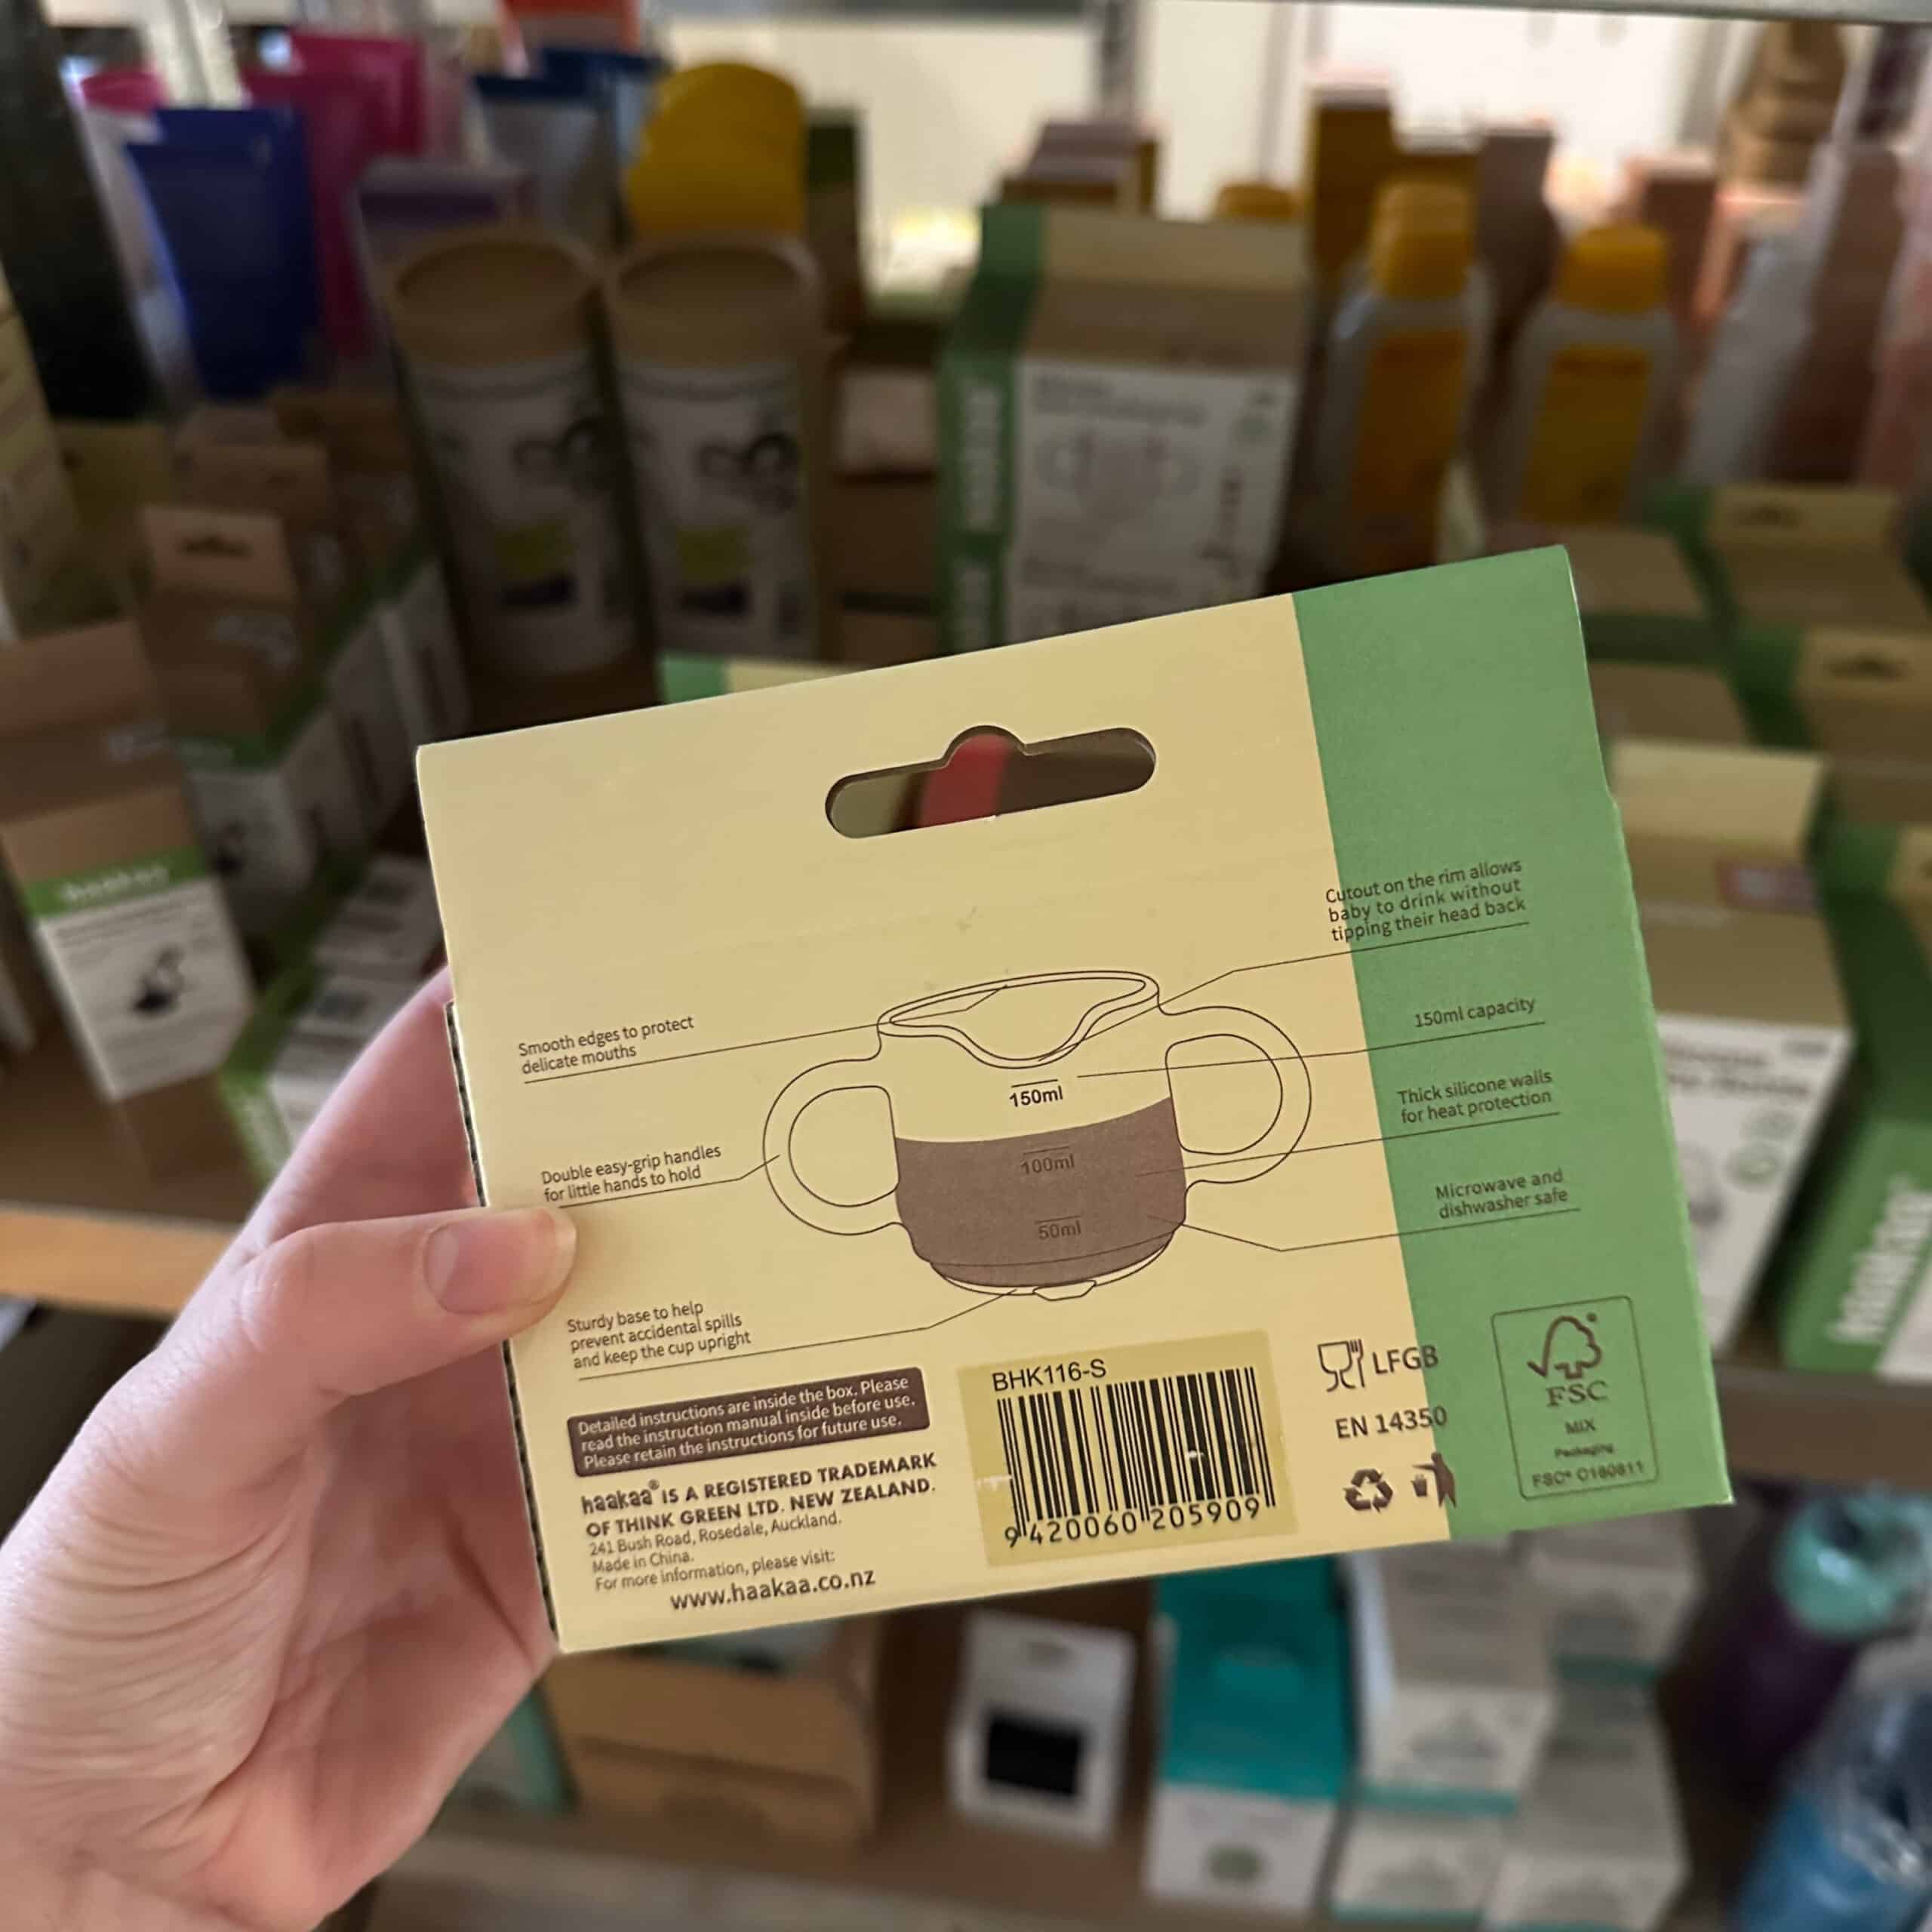 Cutout on the rim allows
baby to drink without
tipping their head back
Smooth edges to protect
delicate mouths
150ml capacity
150ml
Thick silicone walls
for heat protection
Double easy-grip handles
for little hands to hold
100ml
Microwave and
dishwasher safe
50ml
Sturdy base to help
prevent accidental spills
and keep the cup upright
Detailed instructions are inside the box. Please
read the instruction manual inside before use.
Please retain the instructions for future use.
haakaa® IS A REGISTERED TRADEMARK
OF THINK GREEN LTD. NEW ZEALAND.
241 Bush Road, Rosedale, Auckland.
Made in China.
For more information, please visit:
www.haakaa.co.nz
BHK116-S
9 420060 205909
LFGB
EN 14350
FSC
MIX
Packaging
FSC® C160811
haakaa